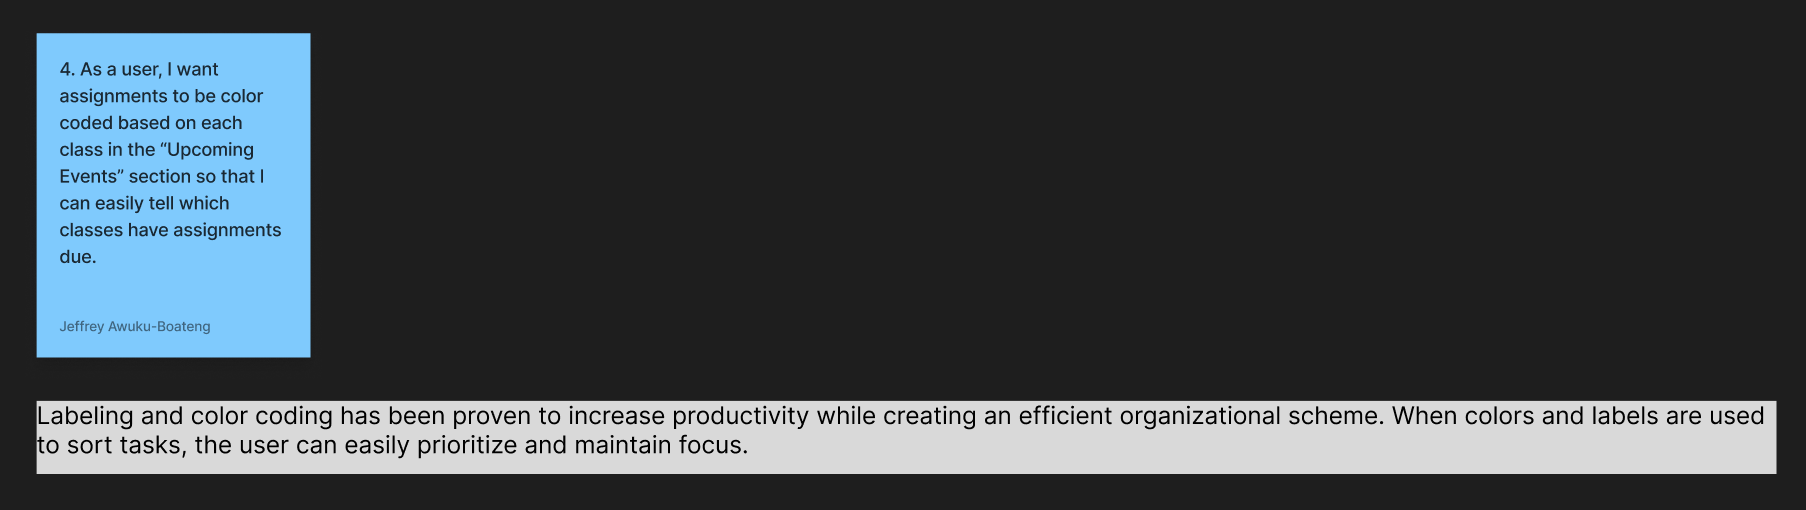 4. As a user, I want
assignments to be color
coded based on each
class in the “Upcoming
Events” section so that I
can easily tell which
classes have assignments
due.
Jeffrey Awuku-Boateng
Labeling and color coding has been proven to increase productivity while creating an efficient organizational scheme. When colors and labels are used
to sort tasks, the user can easily prioritize and maintain focus.